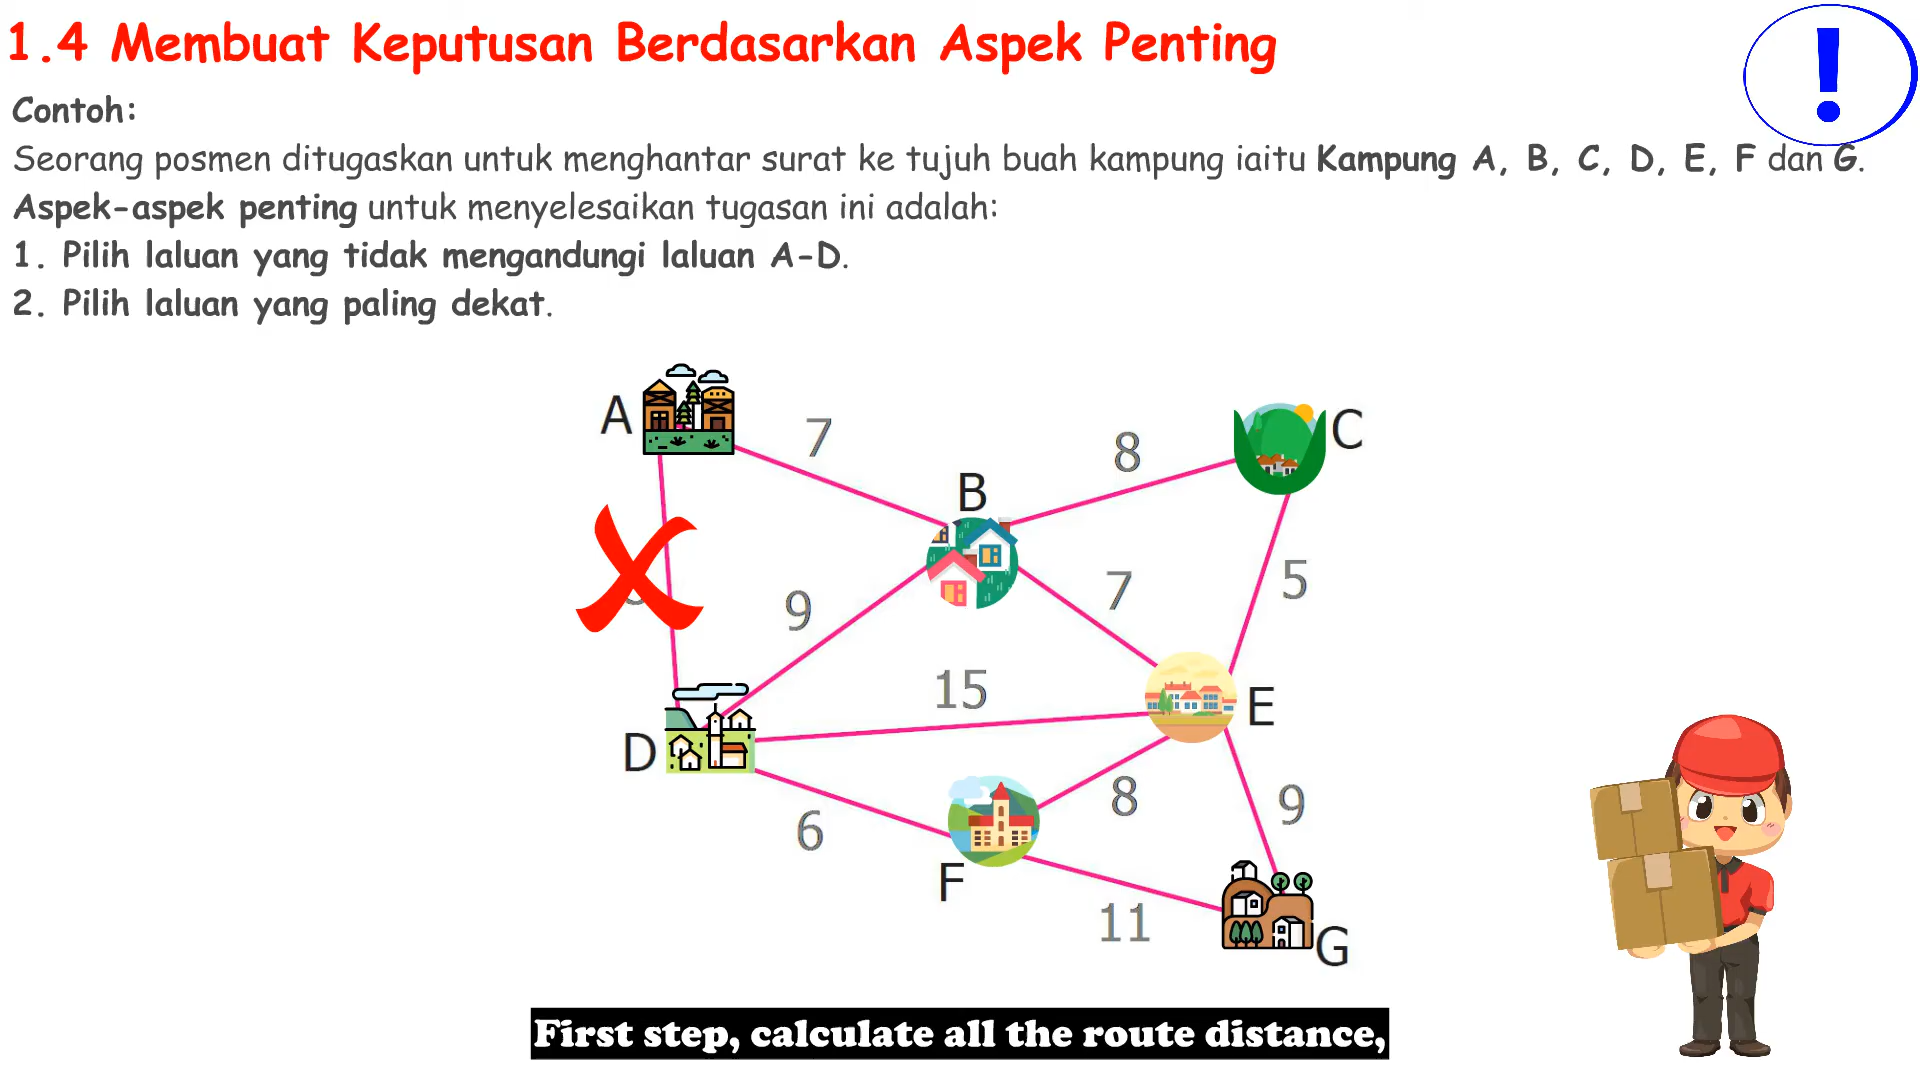 1.4 Membuat Keputusan Berdasarkan Aspek Penting
!
Contoh:
Seorang posmen ditugaskan untuk menghantar surat ke tujuh buah kampung iaitu Kampung A, B, C, D, E, F dan G.
Aspek-aspek penting untuk menyelesaikan tugasan ini adalah:
1. Pilih laluan yang tidak mengandungi laluan A-D.
2. Pilih laluan yang paling dekat.
A
7
8
C
B
9
7
5
15
E
D
6
8
9
F
11
G
First step, calculate all the route distance,